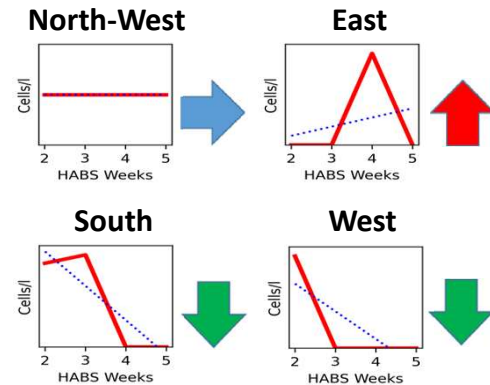 North-West
Cells/l
2 3 4 5
HABS Weeks
East
Cells/l
2 3 4 5
HABS Weeks
South
Cells/l
2 3 4 5
HABS Weeks
West
Cells/l
2 3 4 5
HABS Weeks